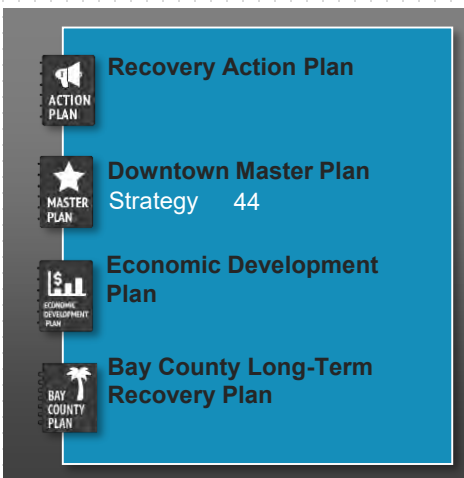 ACTION
PLAN
Recovery Action Plan
MASTER
PLAN
Downtown Master Plan
Strategy 44
$
ECONOMIC
DEVELOPMENT
PLAN
Economic Development
Plan
BAY
COUNTY
PLAN
Bay County Long-Term
Recovery Plan